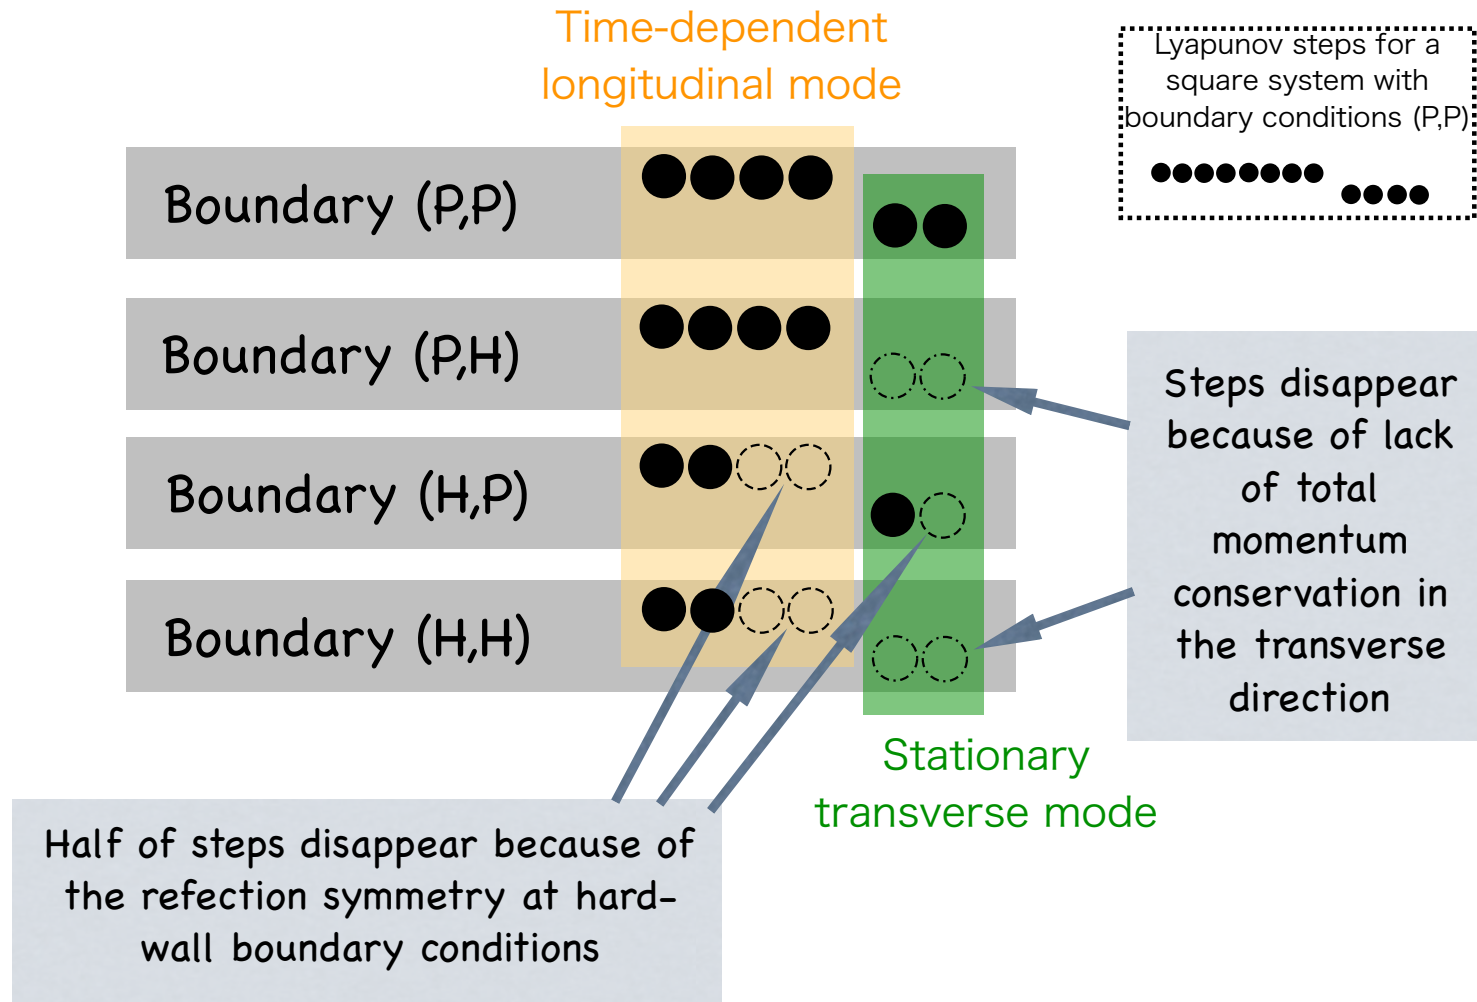 Time-dependent
longitudinal mode
Lyapunov steps for a
square system with
boundary conditions (P,P)
Boundary (P,P)
Boundary (P,H)
Boundary (H,P)
Boundary (H,H)
Steps disappear
because of lack
of total
momentum
conservation in
the transverse
direction
Stationary
transverse mode
Half of steps disappear because of
the refection symmetry at hard-
wall boundary conditions